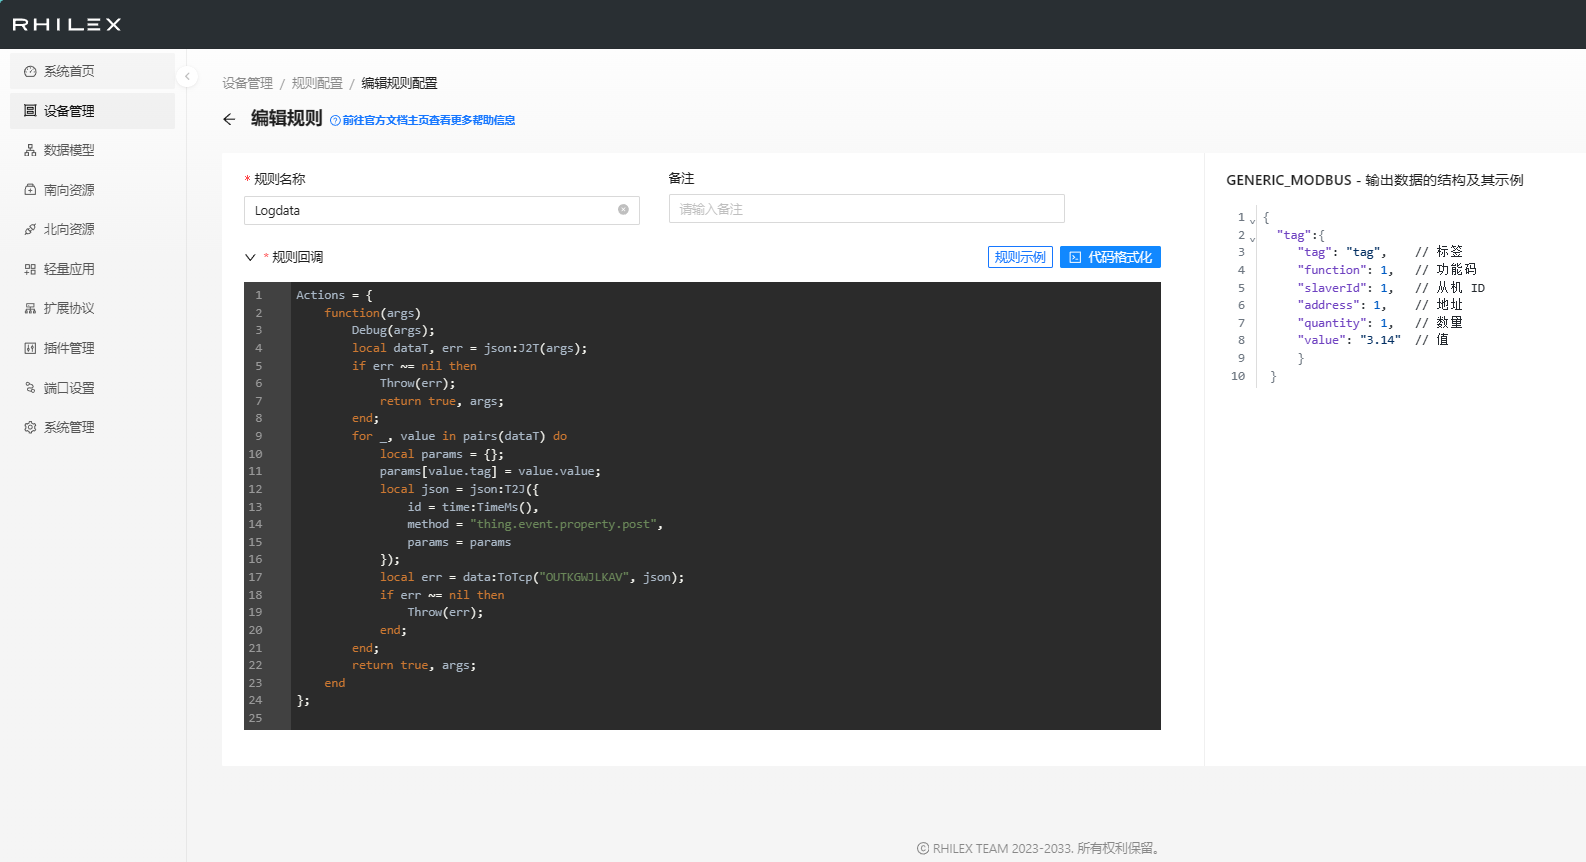 RHILEX
系统首页
设备管理
数据模型
南向资源
北向资源
轻量应用
扩展协议
插件管理
端口设置
系统管理
设备管理 / 规则配置 / 编辑规则配置
编辑规则 前往官方文档主页查看更多帮助信息
* 规则名称
Logdata
备注
请输入备注
* 规则回调
规则示例
代码格式化
1 Actions = {
2 function(args)
3 Debug(args);
4 local dataT, err = json:J2T(args);
5 if err ~= nil then
6 Throw(err);
7 return true, args;
8 end;
9 for _, value in pairs(dataT) do
10 local params = {};
11 params[value.tag] = value.value;
12 local json = json:T2J({
13 id = time:TimeMs(),
14 method = "thing.event.property.post",
15 params = params
16 });
17 local err = data:ToTcp("OUTKGWJLKAV", json);
18 if err ~= nil then
19 Throw(err);
20 end;
21 end;
22 return true, args;
23 end
24 };
25
GENERIC_MODBUS - 输出数据的结构及其示例
1 {
2 "tag":{
3 "tag": "tag", // 标签
4 "function": 1, // 功能码
5 "slaverId": 1, // 从机 ID
6 "address": 1, // 地址
7 "quantity": 1, // 数量
8 "value": "3.14" // 值
9 }
10 }
© RHILEX TEAM 2023-2033. 所有权利保留。